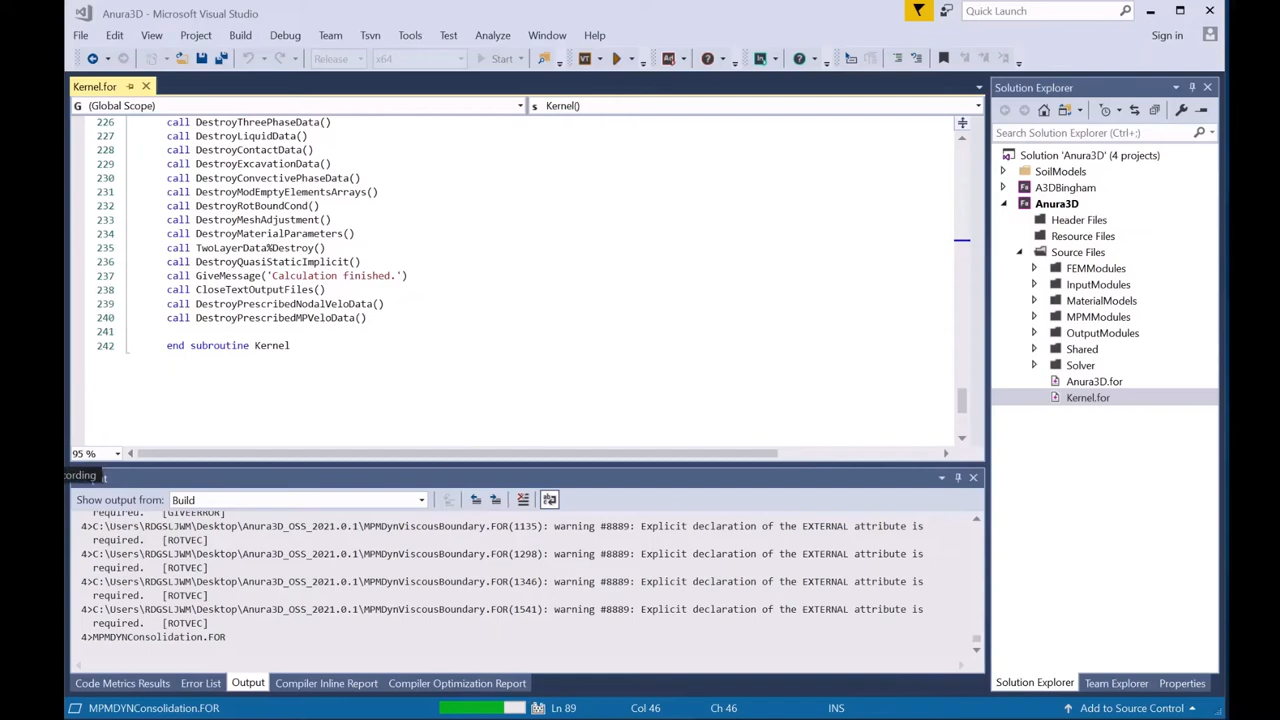 Anura3D - Microsoft Visual Studio
Quick Launch
File Edit View Project Build Debug Team Tsvn Tools Test Analyze Window Help
Sign in
Release x64 Start
Kernel.for
Solution Explorer
(Global Scope)
Kernel()
Search Solution Explorer (Ctrl+;)
226 call DestroyThreePhaseData()
227 call DestroyLiquidData()
228 call DestroyContactData()
229 call DestroyExcavationData()
230 call DestroyConvectivePhaseData()
231 call DestroyModEmptyElementsArrays()
232 call DestroyRotBoundCond()
233 call DestroyMeshAdjustment()
234 call DestroyMaterialParameters()
235 call TwoLayerData%Destroy()
236 call DestroyQuasiStaticImplicit()
237 call GiveMessage('Calculation finished.')
238 call CloseTextOutputFiles()
239 call DestroyPrescribedNodalVeloData()
240 call DestroyPrescribedMPVeloData()
241
242 end subroutine Kernel
Solution 'Anura3D' (4 projects)
SoilModels
A3DBingham
Anura3D
Header Files
Resource Files
Source Files
FEMModules
InputModules
MaterialModels
MPMModules
OutputModules
Shared
Solver
Anura3D.for
Kernel.for
95 %
cording
Show output from: Build
required. [GIVEERROR]
4>C:\Users\RDGSLJWM\Desktop\Anura3D_OSS_2021.0.1\MPMDynViscousBoundary.FOR(1135): warning #8889: Explicit declaration of the EXTERNAL attribute is
required. [ROTVEC]
4>C:\Users\RDGSLJWM\Desktop\Anura3D_OSS_2021.0.1\MPMDynViscousBoundary.FOR(1298): warning #8889: Explicit declaration of the EXTERNAL attribute is
required. [ROTVEC]
4>C:\Users\RDGSLJWM\Desktop\Anura3D_OSS_2021.0.1\MPMDynViscousBoundary.FOR(1346): warning #8889: Explicit declaration of the EXTERNAL attribute is
required. [ROTVEC]
4>C:\Users\RDGSLJWM\Desktop\Anura3D_OSS_2021.0.1\MPMDynViscousBoundary.FOR(1541): warning #8889: Explicit declaration of the EXTERNAL attribute is
required. [ROTVEC]
4>MPMDYNConsolidation.FOR
Code Metrics Results Error List Output Compiler Inline Report Compiler Optimization Report
Solution Explorer Team Explorer Properties
MPMDYNConsolidation.FOR Ln 89 Col 46 Ch 46 INS Add to Source Control